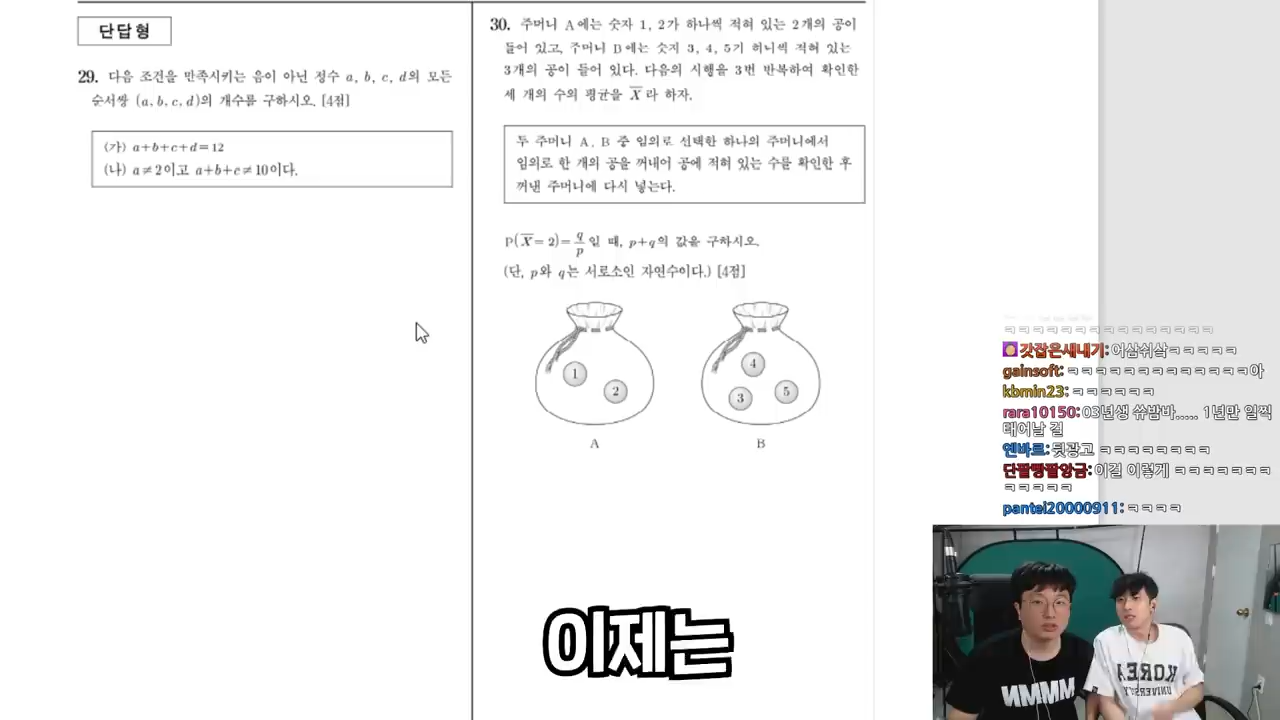 단답형
29. 다음 조건을 만족시키는 음이 아닌 정수 a, b, c, d의 모든
순서쌍 (a, b, c, d)의 개수를 구하시오. [4점]
(가) a+b+c+d=12
(나) a≠2이고 a+b+c≠10이다.
30. 주머니 A에는 숫자 1, 2가 하나씩 적혀 있는 2개의 공이
들어 있고, 주머니 B에는 숫자 3, 4, 5가 하나씩 적혀 있는
3개의 공이 들어 있다. 다음의 시행을 3번 반복하여 확인한
세 개의 수의 평균을 X̄라 하자.
두 주머니 A, B 중 임의로 선택한 하나의 주머니에서
임의로 한 개의 공을 꺼내어 공에 적혀 있는 수를 확인한 후
꺼낸 주머니에 다시 넣는다.
P(X̄=2)=q/p일 때, p+q의 값을 구하시오.
(단, p와 q는 서로소인 자연수이다.) [4점]
1
2
4
3
5
A
B
ㅋㅋㅋㅋㅋㅋㅋㅋㅋㅋㅋㅋㅋㅋㅋ
갓잡은새내기: 이삼쉬삭ㅋㅋㅋㅋㅋ
gainsoft: ㅋㅋㅋㅋㅋㅋㅋㅋㅋㅋㅋㅋㅋ아
kbmin23: ㅋㅋㅋㅋㅋㅋ
rara10150: 03년생 쓔밤바..... 1년만 일찍
태어날 걸
엔바르: 뒷광고 ㅋㅋㅋㅋㅋㅋㅋㅋ
단팥빵팥앙금: 이걸 이렇게 ㅋㅋㅋㅋㅋㅋㅋ
ㅋㅋㅋㅋㅋ
pantei20000911: ㅋㅋㅋㅋ
이제는
NMMM
KOREA
UNIVERSITY